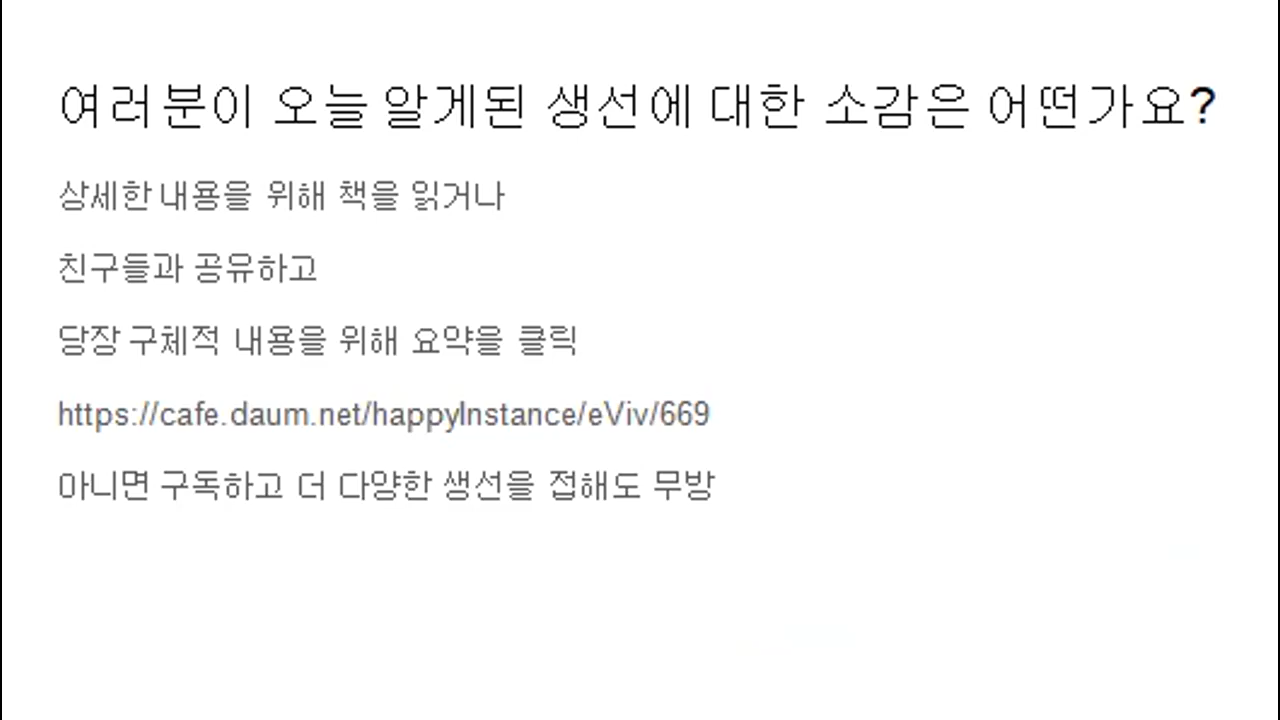 여러분이 오늘 알게된 생선에 대한 소감은 어떤가요?
상세한 내용을 위해 책을 읽거나
친구들과 공유하고
당장 구체적 내용을 위해 요약을 클릭
https://cafe.daum.net/happyInstance/eViv/669
아니면 구독하고 더 다양한 생선을 접해도 무방